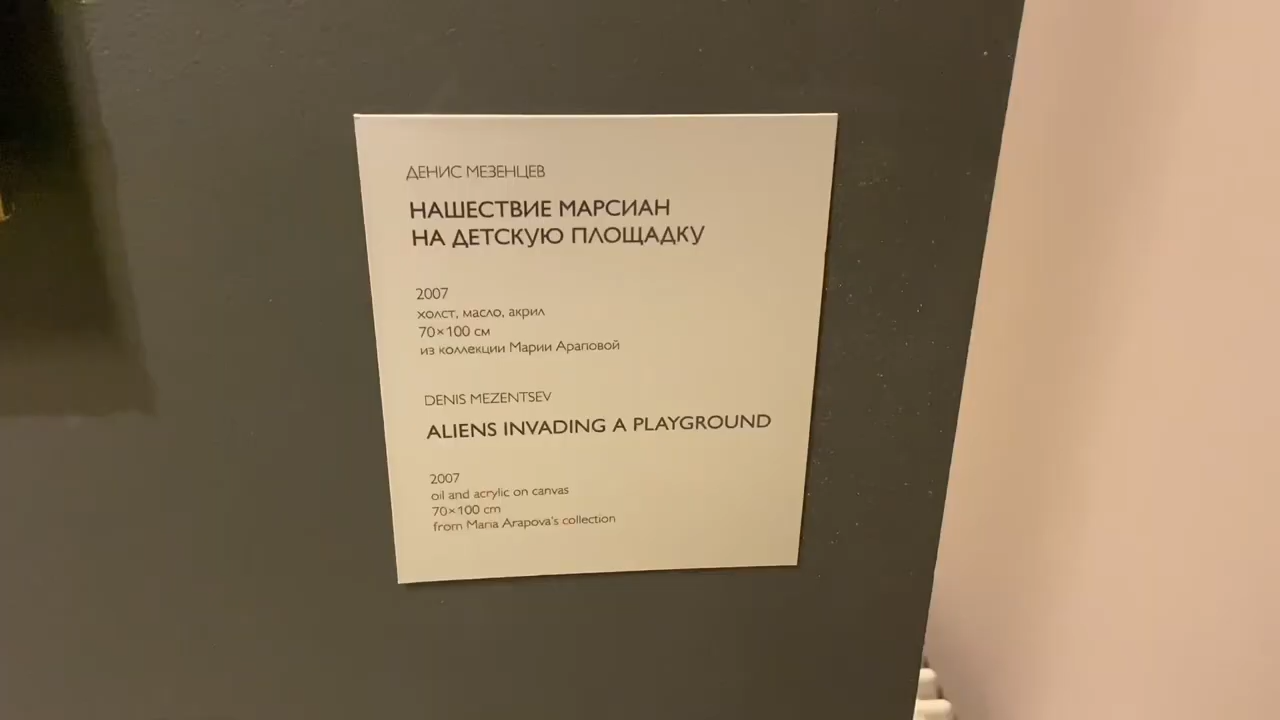 ДЕНИС МЕЗЕНЦЕВ
НАШЕСТВИЕ МАРСИАН
НА ДЕТСКУЮ ПЛОЩАДКУ
2007
холст, масло, акрил
70×100 см
из коллекции Марии Араповой
DENIS MEZENTSEV
ALIENS INVADING A PLAYGROUND
2007
oil and acrylic on canvas
70×100 cm
from Maria Arapova's collection